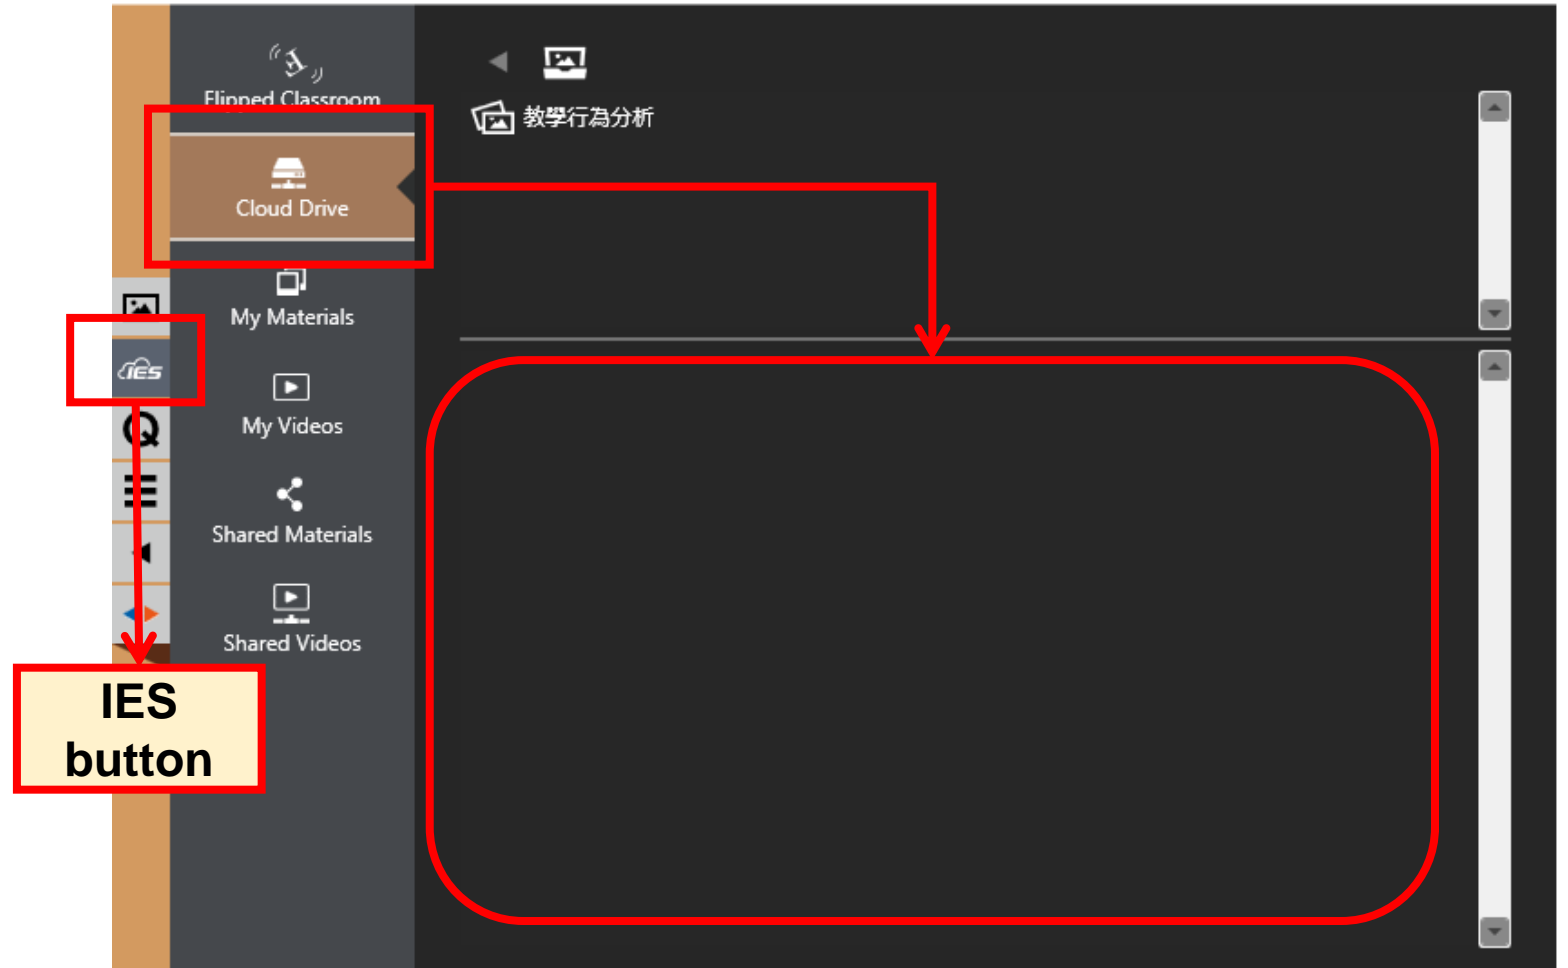 Flipped Classroom
教學行為分析
Cloud Drive
My Materials
IES
My Videos
Q
Shared Materials
Shared Videos
IES
button